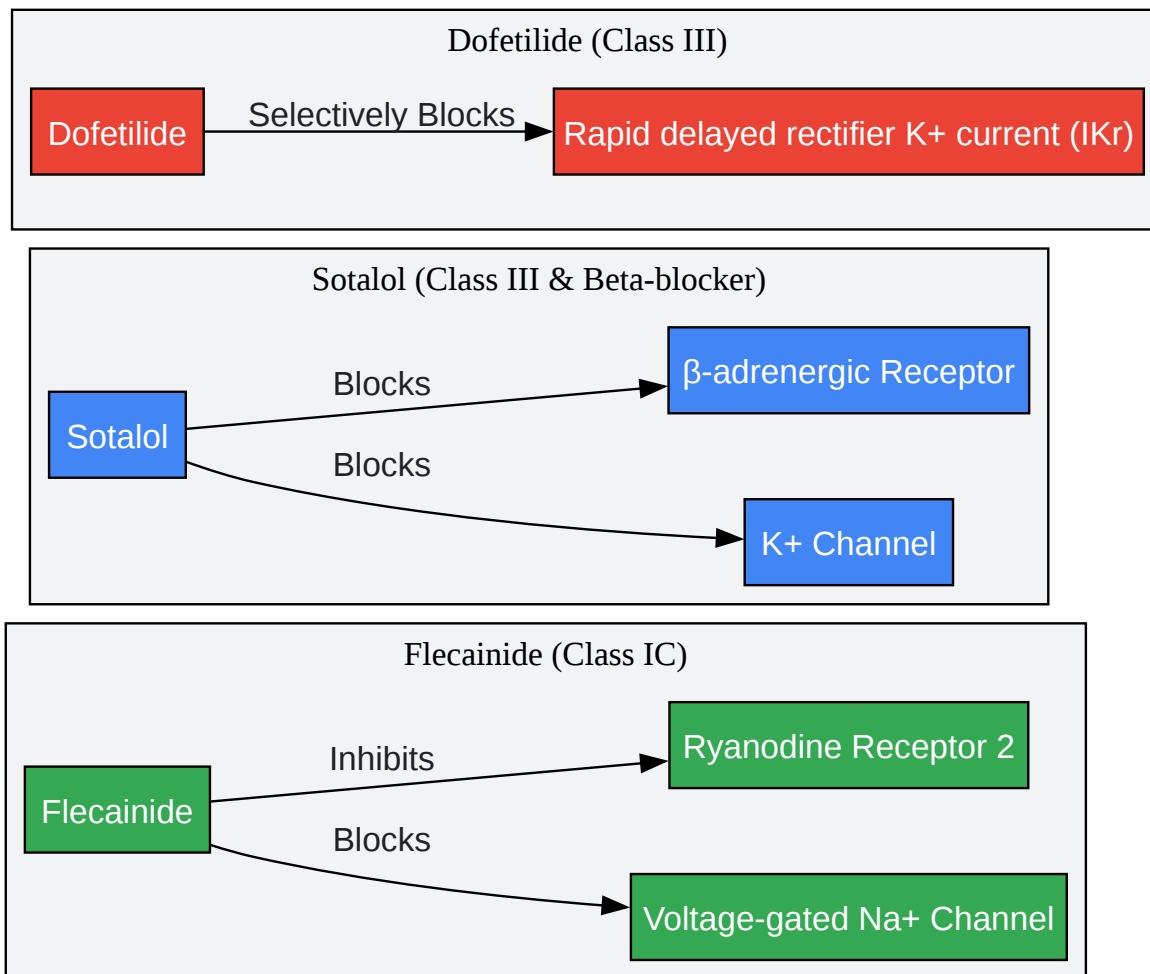 Dofetilide (Class III)
Dofetilide
Selectively Blocks
Rapid delayed rectifier K+ current (IKr)
Sotalol (Class III & Beta-blocker)
Sotalol
Blocks
β-adrenergic Receptor
Blocks
K+ Channel
Flecainide (Class IC)
Flecainide
Inhibits
Ryanodine Receptor 2
Blocks
Voltage-gated Na+ Channel